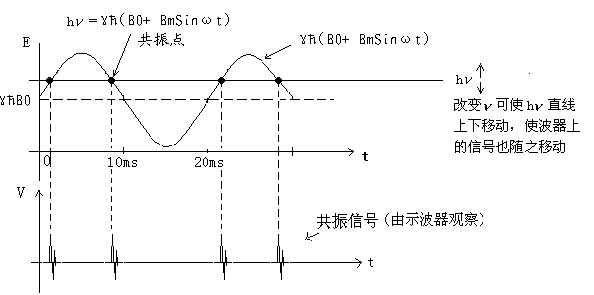 hν=γħ(B0+ BmSinωt)
共振点
E
γħ(B0+ BmSinωt)
hν
改变ν可使hν直线
上下移动，使波器上
的信号也随之移动
γħB0
0 10ms 20ms t
V
共振信号(由示波器观察)
t